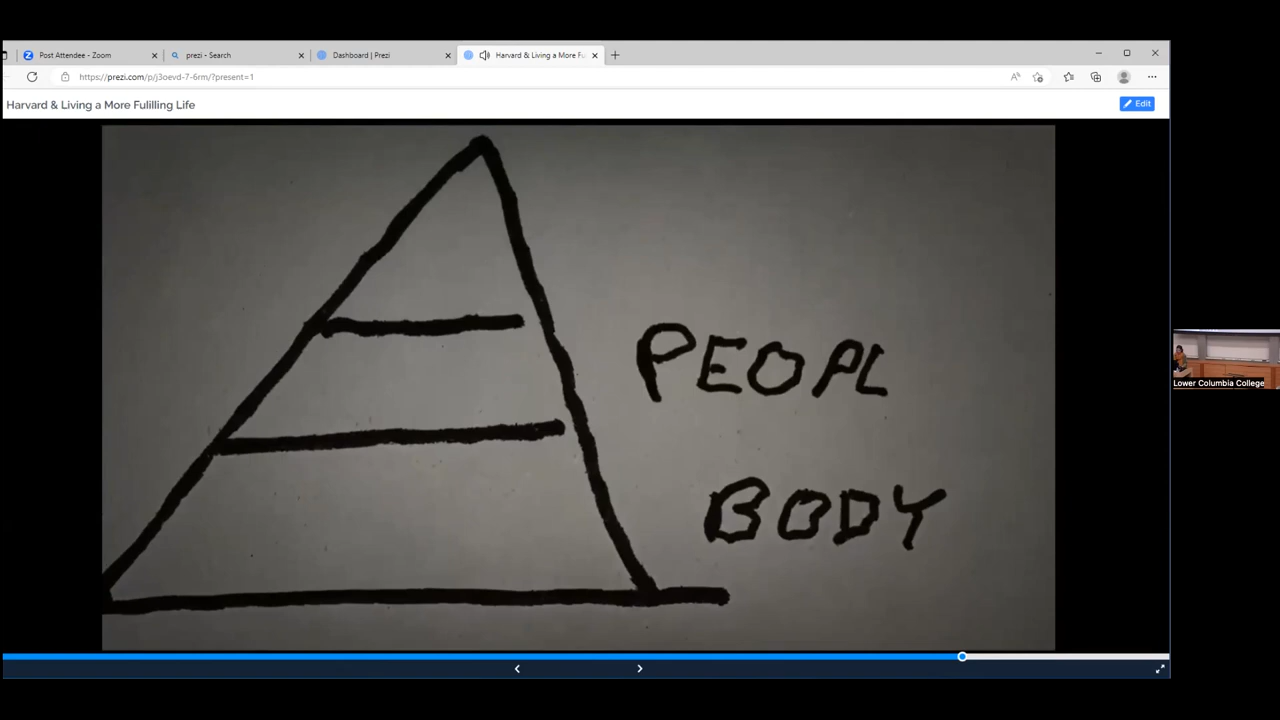 Post Attendee - Zoom
prezi - Search
Dashboard | Prezi
Harvard & Living a More Fu
https://prezi.com/p/j3oevd-7-6rm/?present=1
Harvard & Living a More Fulilling Life
Edit
PEOPL
BODY
Lower Columbia College